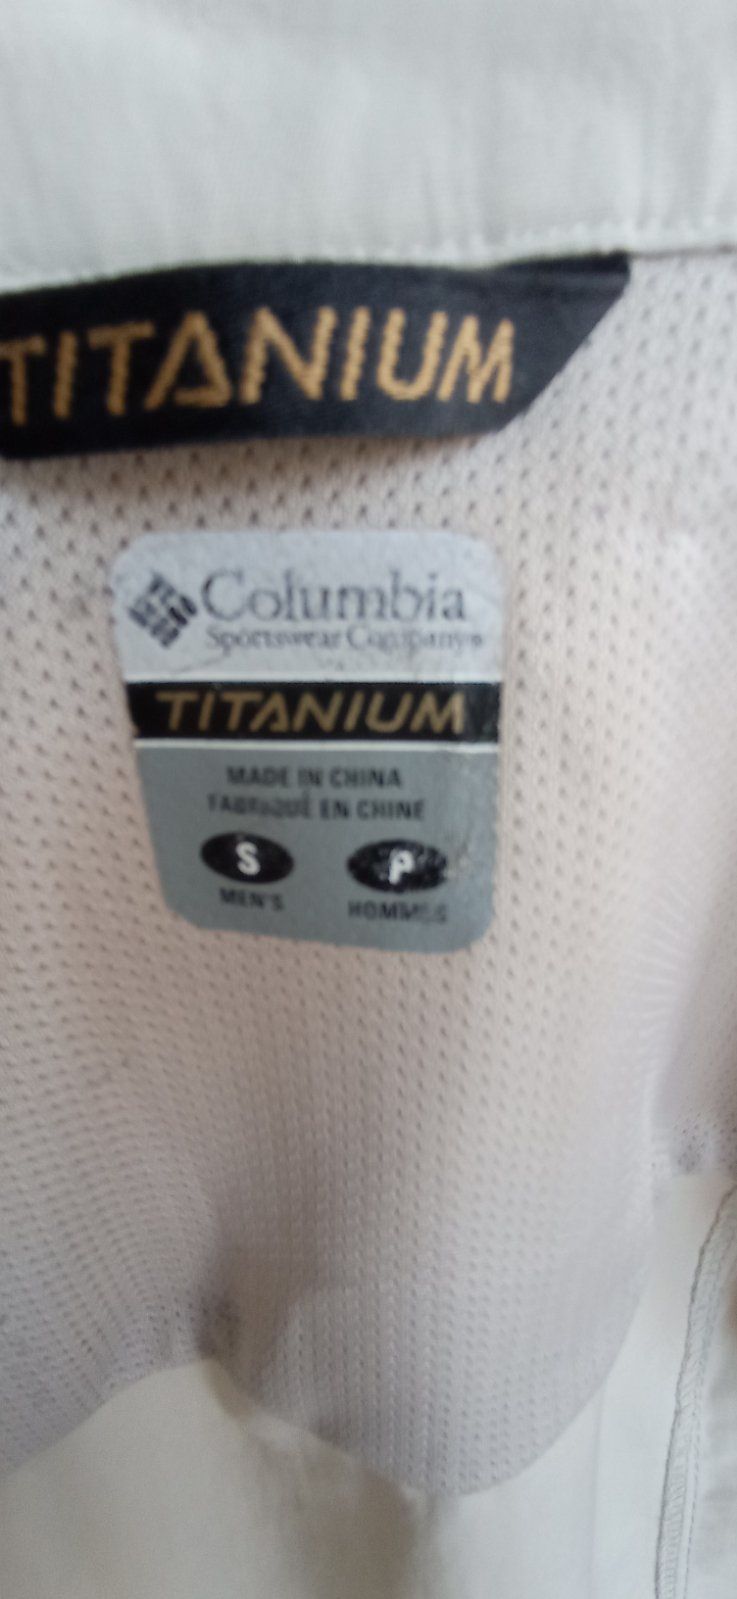 TITANIUM
Columbia
Sportswear Company®
TITANIUM
MADE IN CHINA
FABRIQUÉ EN CHINE
S P
MEN'S HOMMES